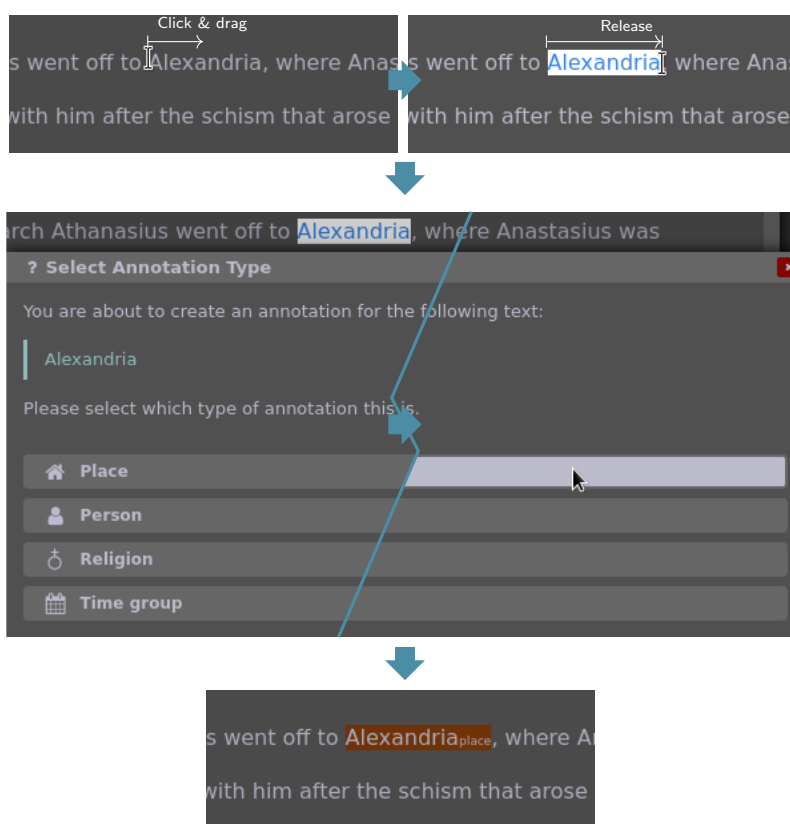 Click & drag
s went off to Alexandria, where Anas
with him after the schism that arose
Release
s went off to Alexandria, where Ana
with him after the schism that arose
arch Athanasius went off to Alexandria, where Anastasius was
? Select Annotation Type
You are about to create an annotation for the following text:
Alexandria
Please select which type of annotation this is.
Place
Person
Religion
Time group
s went off to Alexandria place, where A
with him after the schism that arose